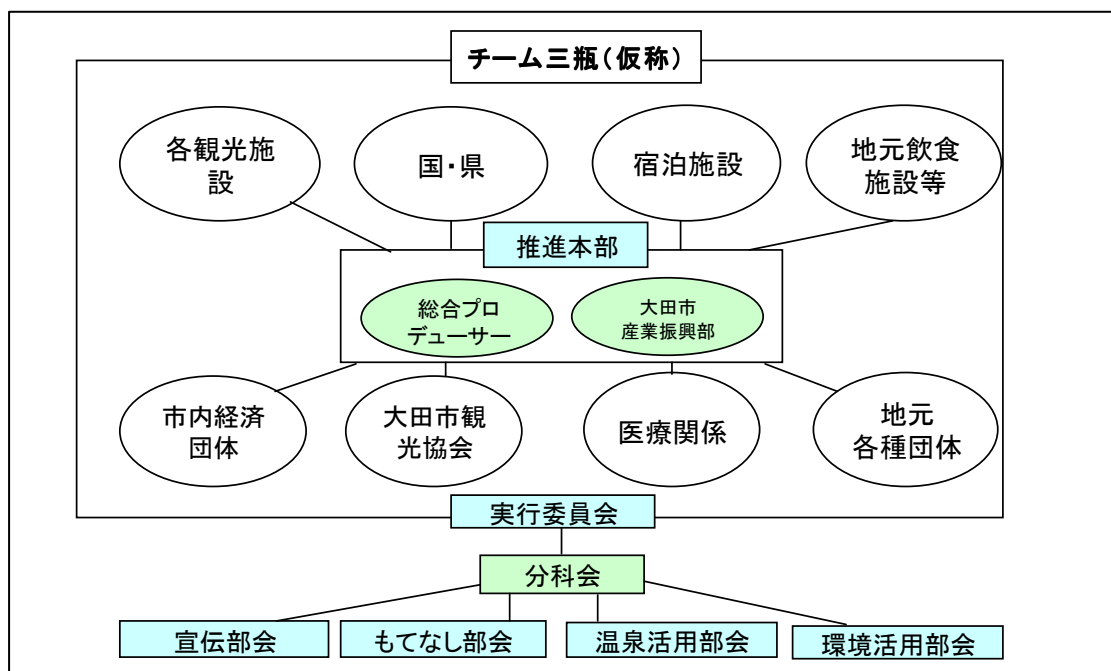 チーム三瓶(仮称)
各観光施
設
国・県
宿泊施設
地元飲食
施設等
推進本部
総合プロ
デューサー
大田市
産業振興部
市内経済
団体
大田市観
光協会
医療関係
地元
各種団体
実行委員会
分科会
宣伝部会
もてなし部会
温泉活用部会
環境活用部会